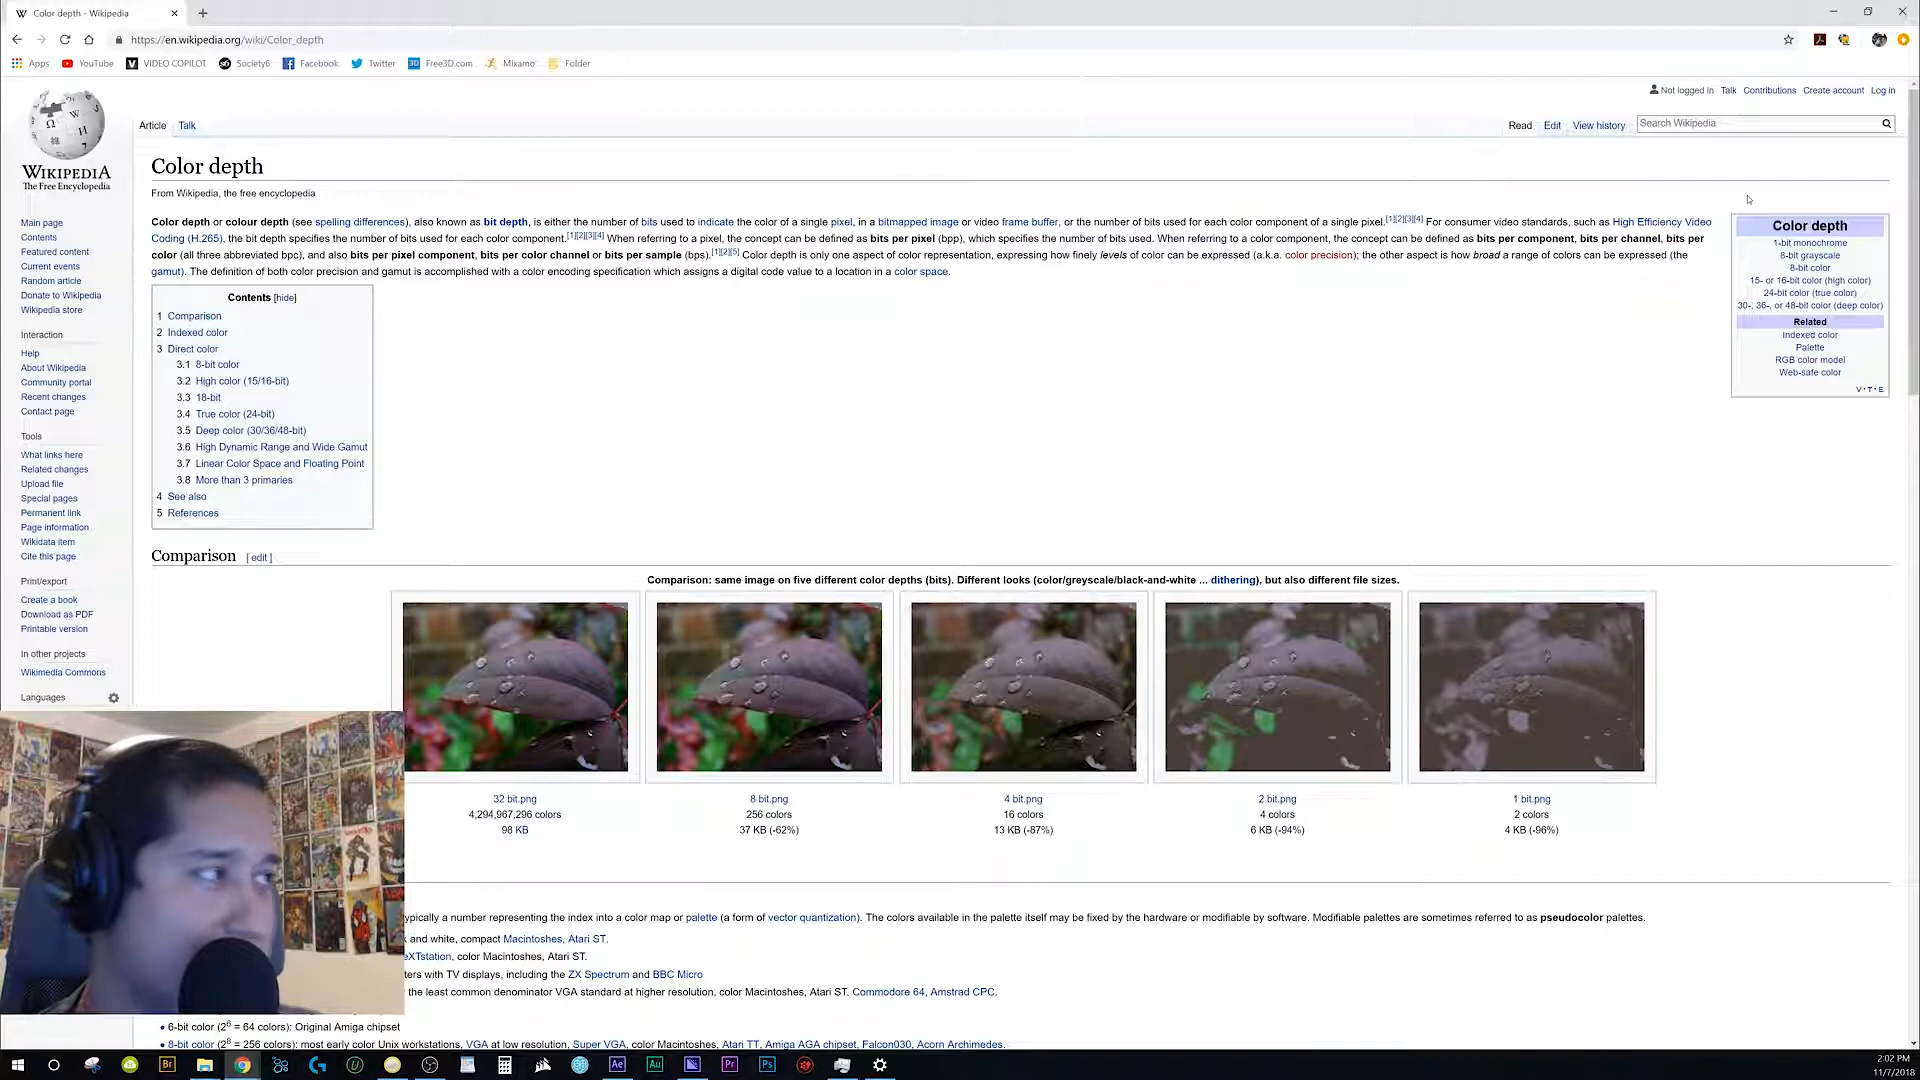 Color depth - Wikipedia
https://en.wikipedia.org/wiki/Color_depth
Apps YouTube VIDEO COPILOT Society6 Facebook Twitter Free3D.com Mixamo Folder
Not logged in Talk Contributions Create account Log in
Article Talk Read Edit View history Search Wikipedia
WIKIPEDIA
The Free Encyclopedia
Main page
Contents
Featured content
Current events
Random article
Donate to Wikipedia
Wikipedia store
Interaction
Help
About Wikipedia
Community portal
Recent changes
Contact page
Tools
What links here
Related changes
Upload file
Special pages
Permanent link
Page information
Wikidata item
Cite this page
Print/export
Create a book
Download as PDF
Printable version
In other projects
Wikimedia Commons
Languages
Color depth
From Wikipedia, the free encyclopedia
Color depth or colour depth (see spelling differences), also known as bit depth, is either the number of bits used to indicate the color of a single pixel, in a bitmapped image or video frame buffer, or the number of bits used for each color component of a single pixel.[1][2][3][4] For consumer video standards, such as High Efficiency Video
Coding (H.265), the bit depth specifies the number of bits used for each color component.[1][2][3][4] When referring to a pixel, the concept can be defined as bits per pixel (bpp), which specifies the number of bits used. When referring to a color component, the concept can be defined as bits per component, bits per channel, bits per
color (all three abbreviated bpc), and also bits per pixel component, bits per color channel or bits per sample (bps).[1][2][5] Color depth is only one aspect of color representation, expressing how finely levels of color can be expressed (a.k.a. color precision); the other aspect is how broad a range of colors can be expressed (the
gamut). The definition of both color precision and gamut is accomplished with a color encoding specification which assigns a digital code value to a location in a color space.
Color depth
1-bit monochrome
8-bit grayscale
8-bit color
15- or 16-bit color (high color)
24-bit color (true color)
30-, 36-, or 48-bit color (deep color)
Related
Indexed color
Palette
RGB color model
Web-safe color
V · T · E
Contents [hide]
1 Comparison
2 Indexed color
3 Direct color
3.1 8-bit color
3.2 High color (15/16-bit)
3.3 18-bit
3.4 True color (24-bit)
3.5 Deep color (30/36/48-bit)
3.6 High Dynamic Range and Wide Gamut
3.7 Linear Color Space and Floating Point
3.8 More than 3 primaries
4 See also
5 References
Comparison [ edit ]
Comparison: same image on five different color depths (bits). Different looks (color/greyscale/black-and-white ... dithering), but also different file sizes.
32 bit.png 8 bit.png 4 bit.png 2 bit.png 1 bit.png
4,294,967,296 colors 256 colors 16 colors 4 colors 2 colors
98 KB 37 KB (-62%) 13 KB (-87%) 6 KB (-94%) 4 KB (-96%)
ypically a number representing the index into a color map or palette (a form of vector quantization). The colors available in the palette itself may be fixed by the hardware or modifiable by software. Modifiable palettes are sometimes referred to as pseudocolor palettes.
k and white, compact Macintoshes, Atari ST.
eXTstation, color Macintoshes, Atari ST.
ters with TV displays, including the ZX Spectrum and BBC Micro
the least common denominator VGA standard at higher resolution, color Macintoshes, Atari ST. Commodore 64, Amstrad CPC.
• 6-bit color (2⁶ = 64 colors): Original Amiga chipset
• 8-bit color (2⁸ = 256 colors): most early color Unix workstations, VGA at low resolution, Super VGA, color Macintoshes, Atari TT, Amiga AGA chipset, Falcon030, Acorn Archimedes.
Br Ae Au Pr Ps
2:02 PM
11/7/2018